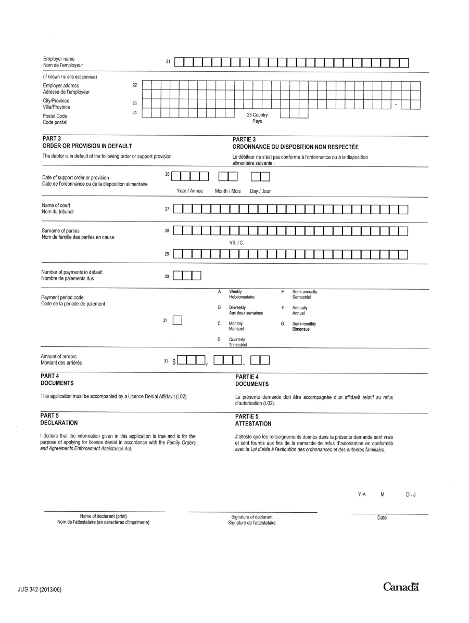 Employer name
Nom de l'employeur
21
(if known / si elle est connue)
Employer address
Adresse de l'employeur
22
City/Province
Ville/Province
23
Postal Code
Code postal
24
25 Country
Pays
PART 3
ORDER OR PROVISION IN DEFAULT
PARTIE 3
ORDONNANCE OU DISPOSITION NON RESPECTÉE
The debtor is in default of the following order or support provision:
Le débiteur ne s'est pas conformé à l'ordonnance ou à la disposition
alimentaire suivante :
Date of support order or provision
Date de l'ordonnance ou de la disposition alimentaire
26
Year / Année
Month / Mois
Day / Jour
Name of court
Nom du tribunal
27
Surname of parties
Nom de famille des parties en cause
28
VS. / C.
29
Number of payments in default
Nombre de paiements dus
30
Payment period code
Code de la période de paiement
31
A Weekly
Hebdomadaire
B Biweekly
Aux deux semaines
C Monthly
Mensuel
D Quarterly
Trimestriel
E Semi-annually
Semestriel
F Annually
Annuel
G Semi-monthly
Bimensuel
Amount of arrears
Montant des arriérés
32 $ , .
PART 4
DOCUMENTS
PARTIE 4
DOCUMENTS
This application must be accompanied by a Licence Denial Affidavit (L02).
La présente demande doit être accompagnée d'un affidavit relatif au refus
d'autorisation (L02).
PART 5
DECLARATION
PARTIE 5
ATTESTATION
I declare that the information given in this application is true and is for the
purpose of applying for licence denial in accordance with the Family Orders
and Agreements Enforcement Assistance Act.
J'atteste que les renseignements donnés dans la présente demande sont vrais
et sont fournis aux fins de la demande de refus d'autorisation en conformité
avec la Loi d'aide à l'exécution des ordonnances et des ententes familiales.
Y-A M D-J
Name of declarant (print)
Nom de l'attestataire (en caractères d'imprimerie)
Signature of declarant
Signature de l'attestataire
Date
JUS 342 (2013/06)
Canada